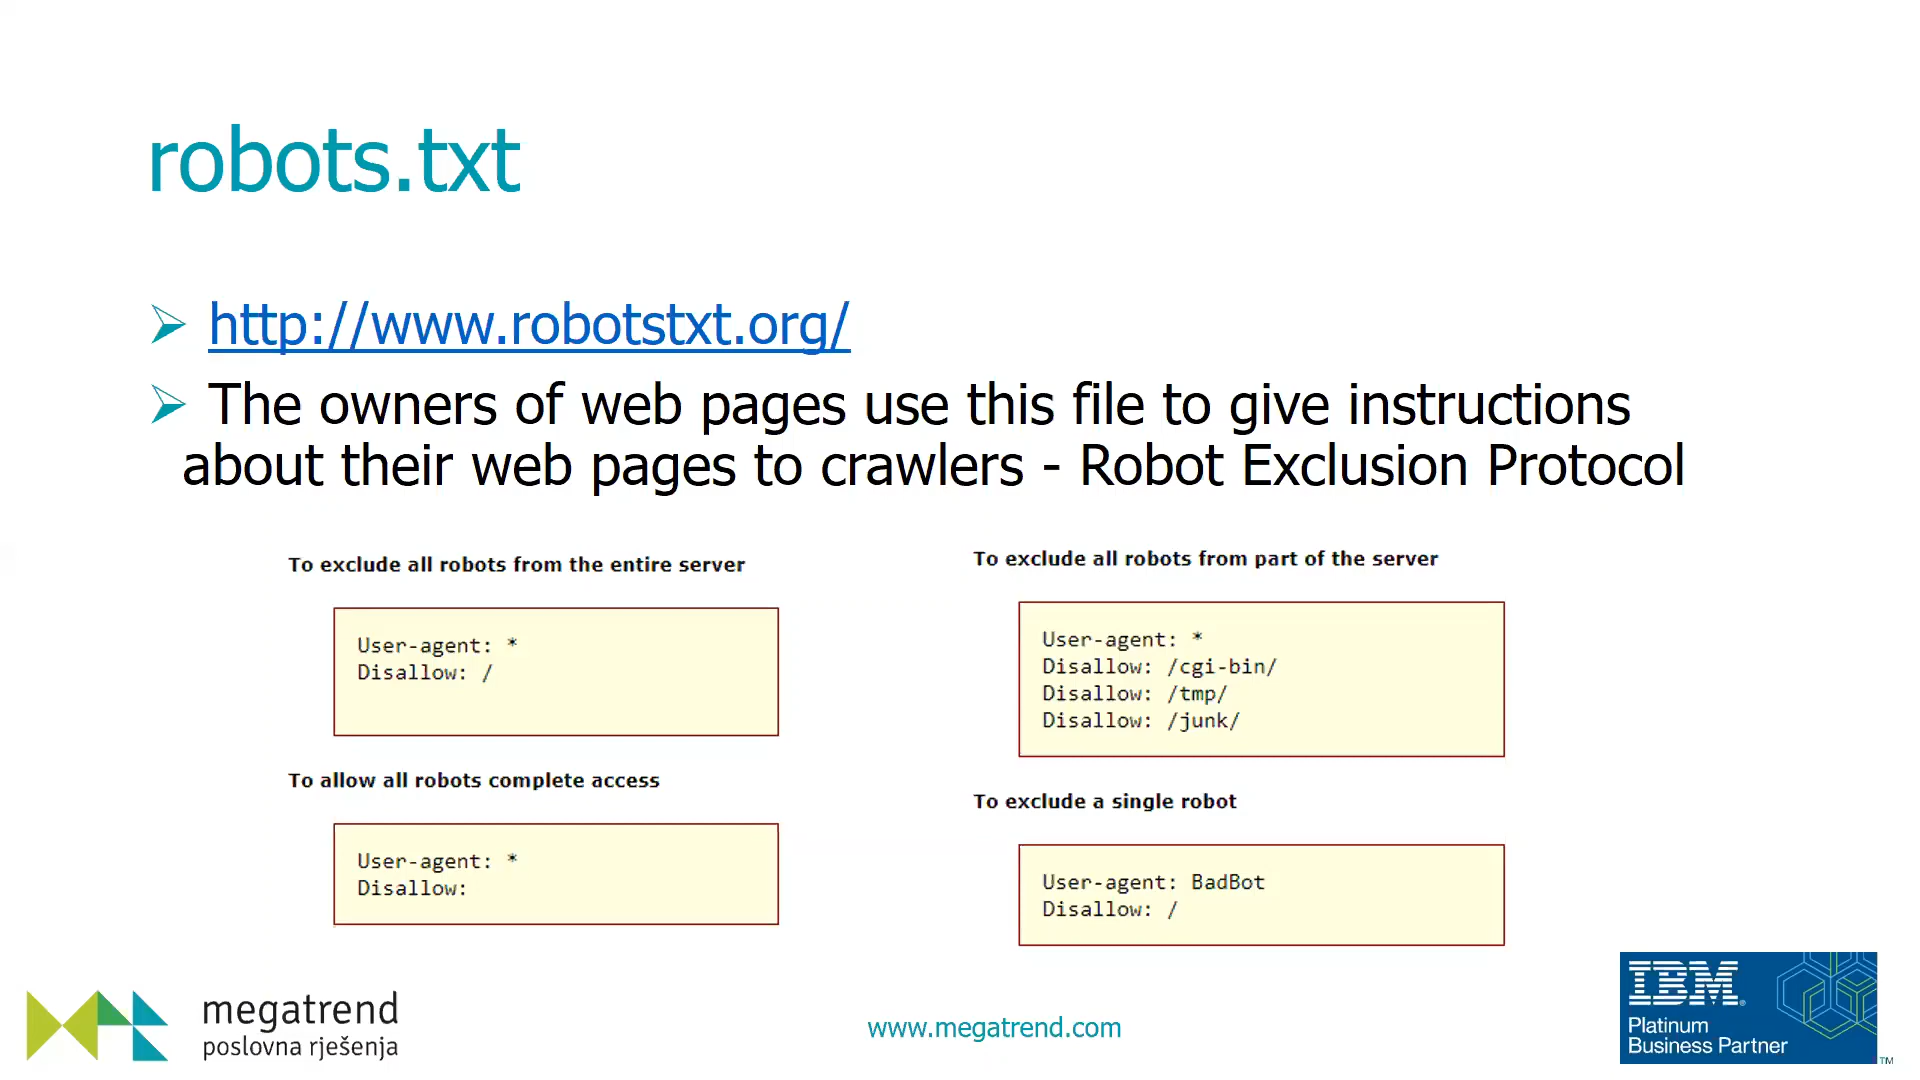 robots.txt
http://www.robotstxt.org/
The owners of web pages use this file to give instructions
about their web pages to crawlers - Robot Exclusion Protocol
To exclude all robots from the entire server
User-agent: *
Disallow: /
To allow all robots complete access
User-agent: *
Disallow:
To exclude all robots from part of the server
User-agent: *
Disallow: /cgi-bin/
Disallow: /tmp/
Disallow: /junk/
To exclude a single robot
User-agent: BadBot
Disallow: /
megatrend
poslovna rješenja
www.megatrend.com
IBM®
Platinum
Business Partner
TM